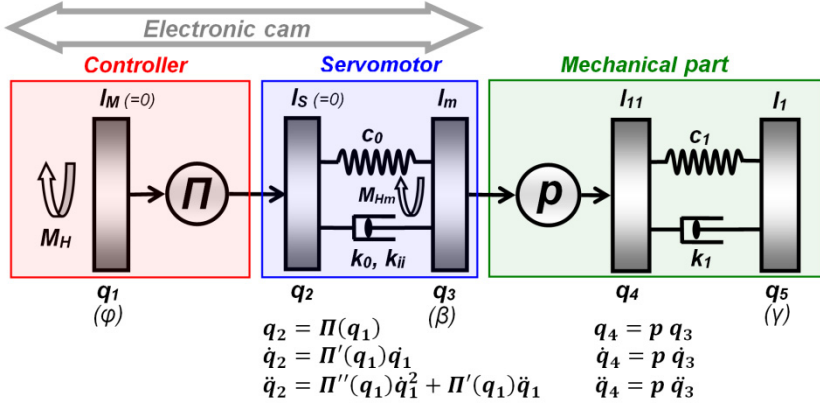 Electronic cam
Controller
Servomotor
Mechanical part
I_M (=0)
I_S (=0)
I_m
I_11
I_1
c_0
c_1
M_H
Π
M_Hm
p
k_0, k_ii
k_1
q_1
q_2
q_3
q_4
q_5
(φ)
(β)
(γ)
q_2 = Π(q_1)
q̇_2 = Π'(q_1)q̇_1
q̈_2 = Π''(q_1)q̇_1^2 + Π'(q_1)q̈_1
q_4 = p q_3
q̇_4 = p q̇_3
q̈_4 = p q̈_3